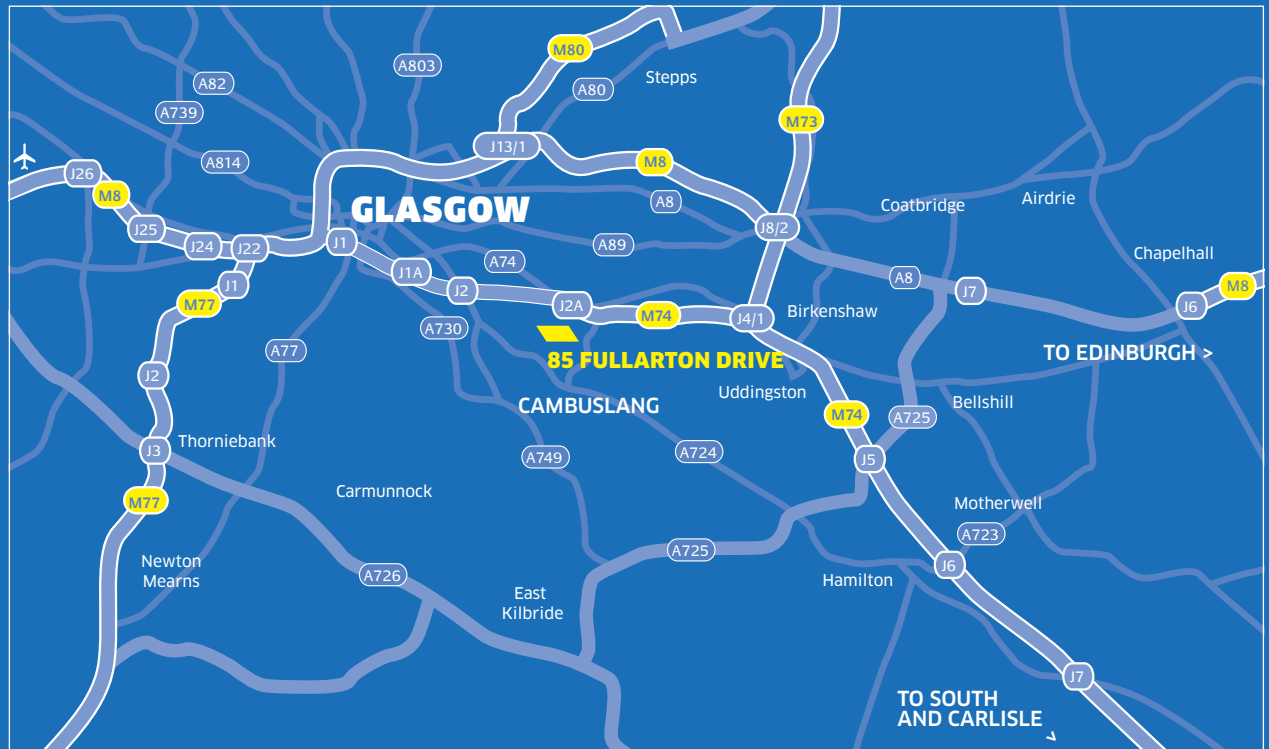 M80
A803
Stepps
A82
A80
A739
M73
J13/1
A814
M8
J26
M8
A8
Airdrie
Coatbridge
GLASGOW
J25
J8/2
J24
J22
J1
A89
Chapelhall
A74
J1A
A8
J1
M8
J2
J7
M77
J2A
J6
M74
J4/1
Birkenshaw
A730
A77
85 FULLARTON DRIVE
TO EDINBURGH >
J2
Uddingston
CAMBUSLANG
Bellshill
M74
A725
Thorniebank
J3
A749
A724
J5
Carmunnock
M77
Motherwell
A723
A725
Newton
Mearns
J6
A726
Hamilton
East
Kilbride
J7
TO SOUTH
AND CARLISLE >